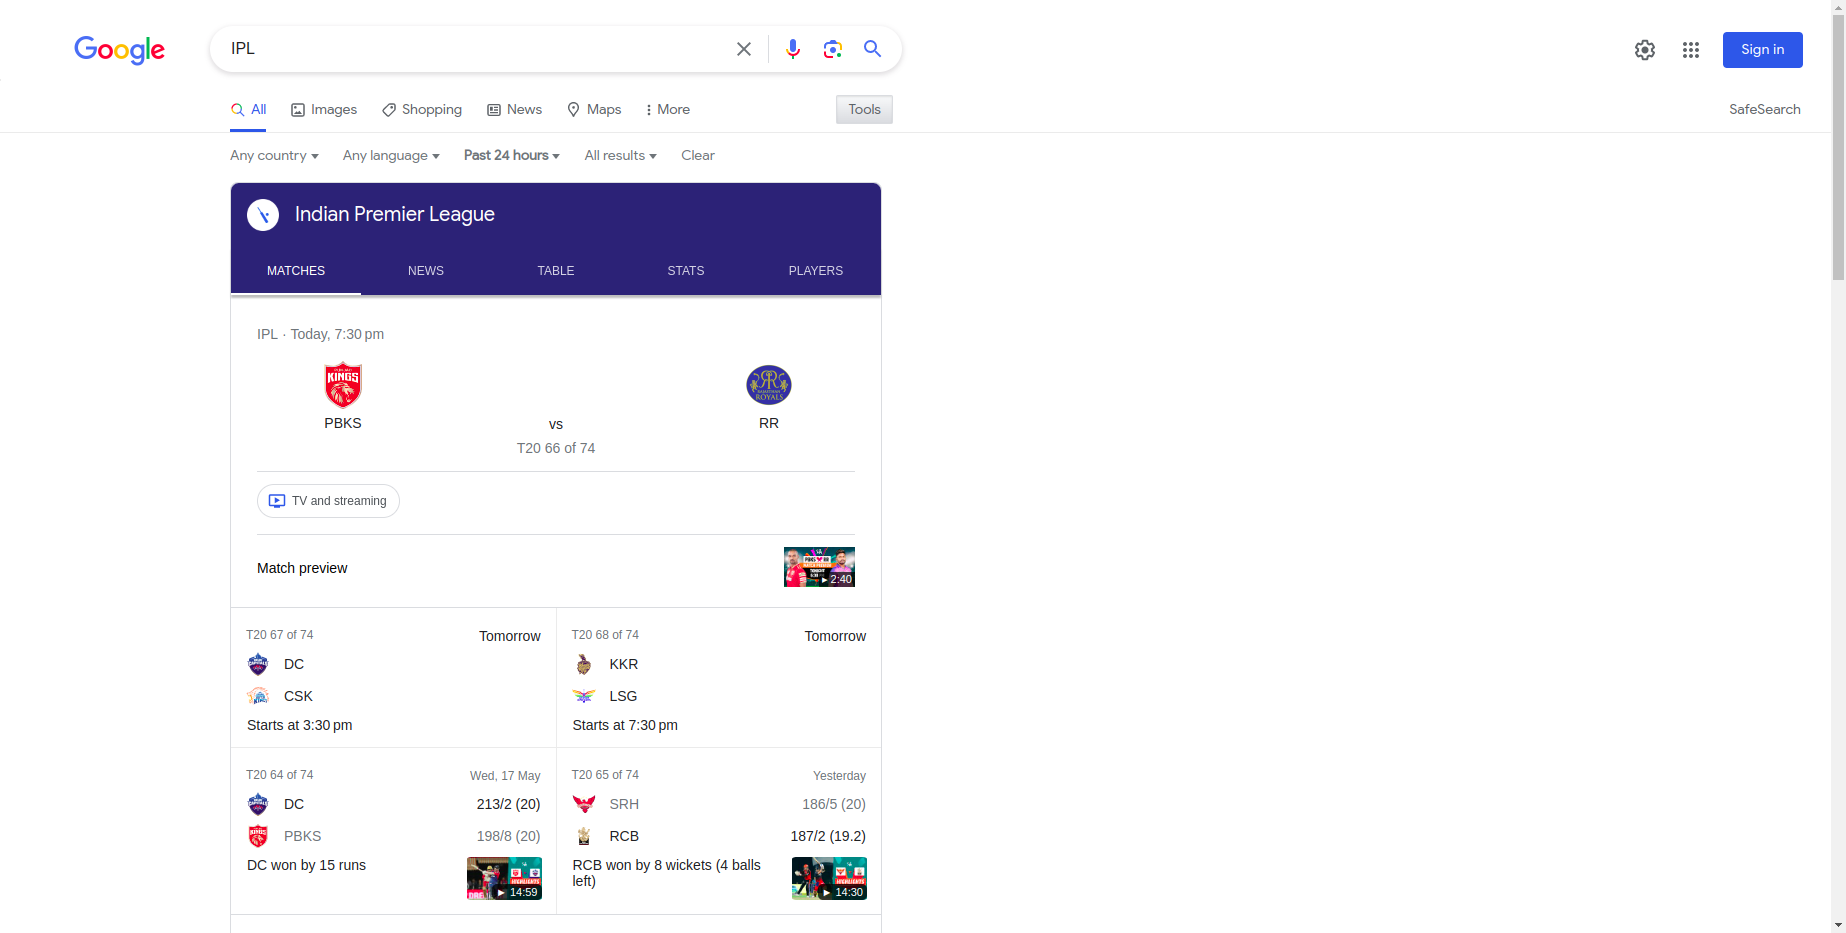 Google
IPL
Sign in
All
Images
Shopping
News
Maps
More
Tools
SafeSearch
Any country
Any language
Past 24 hours
All results
Clear
Indian Premier League
MATCHES
NEWS
TABLE
STATS
PLAYERS
IPL · Today, 7:30 pm
KINGS
ROYALS
PBKS
RR
vs
T20 66 of 74
TV and streaming
Match preview
2:40
T20 67 of 74
Tomorrow
DC
CSK
Starts at 3:30 pm
T20 68 of 74
Tomorrow
KKR
LSG
Starts at 7:30 pm
T20 64 of 74
Wed, 17 May
DC
213/2 (20)
PBKS
198/8 (20)
DC won by 15 runs
HIGHLIGHTS
14:59
T20 65 of 74
Yesterday
SRH
186/5 (20)
RCB
187/2 (19.2)
RCB won by 8 wickets (4 balls
left)
HIGHLIGHTS
14:30